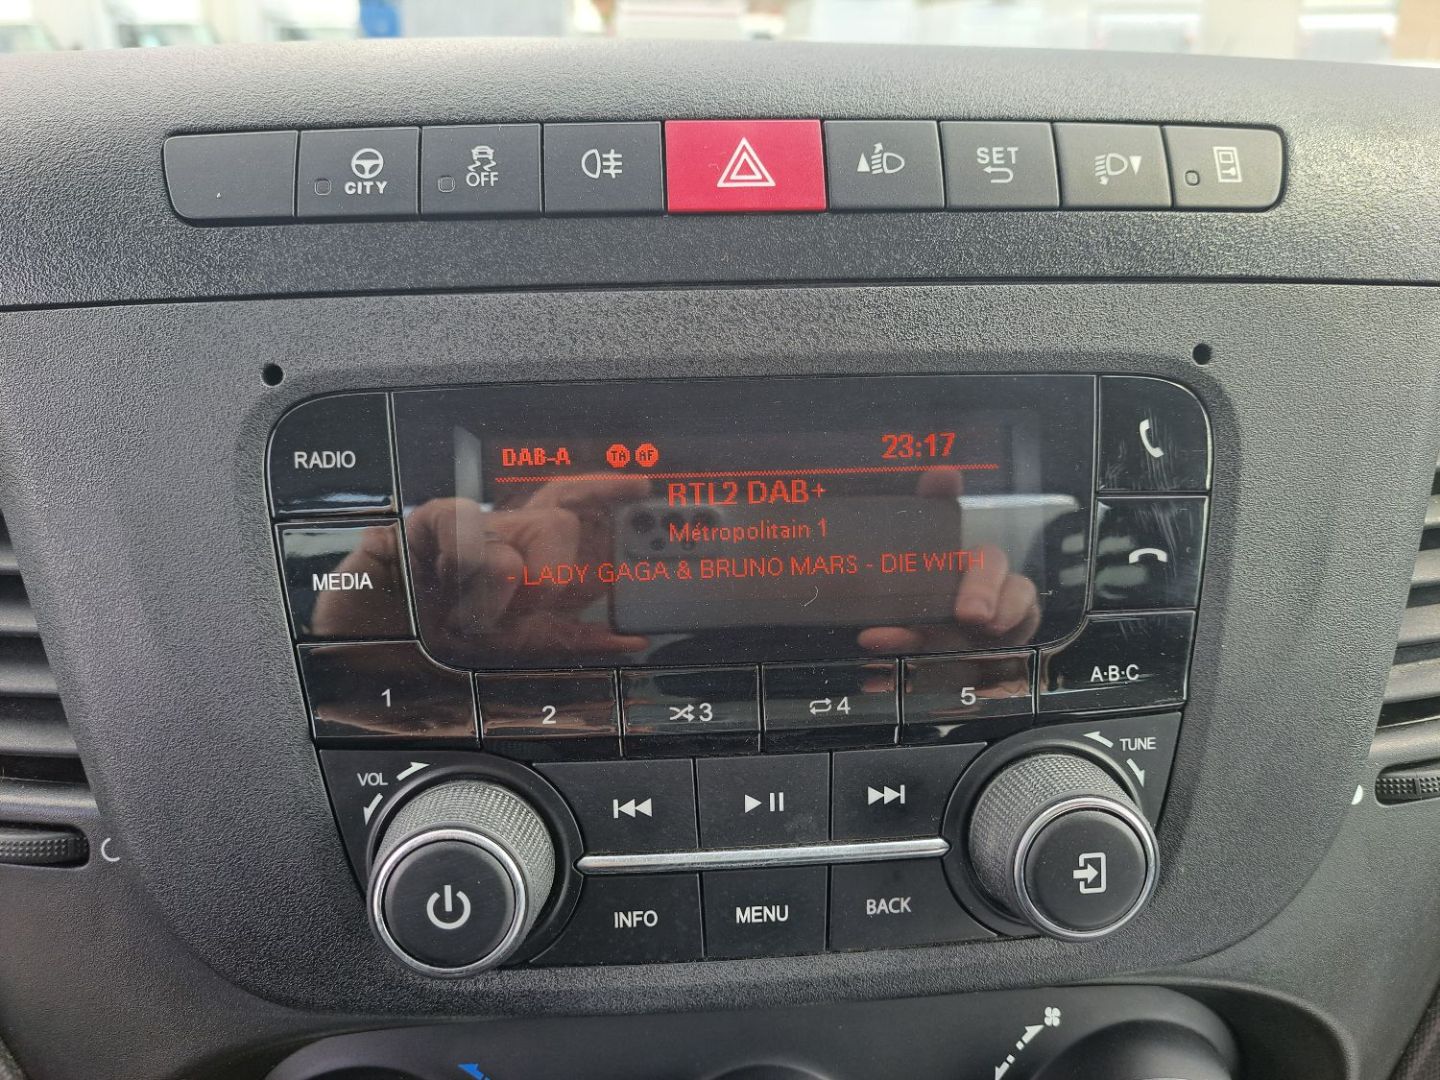 CITY
OFF
SET
RADIO
DAB-A TA AF 23:17
RTL2 DAB+
Métropolitain 1
- LADY GAGA & BRUNO MARS - DIE WITH
MEDIA
1
2
3
4
5
A·B·C
VOL
TUNE
INFO
MENU
BACK